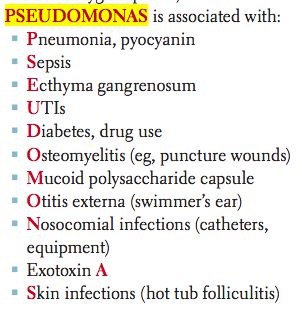 PSEUDOMONAS is associated with:
Pneumonia, pyocyanin
Sepsis
Ecthyma gangrenosum
UTIs
Diabetes, drug use
Osteomyelitis (eg, puncture wounds)
Mucoid polysaccharide capsule
Otitis externa (swimmer's ear)
Nosocomial infections (catheters,
equipment)
Exotoxin A
Skin infections (hot tub folliculitis)